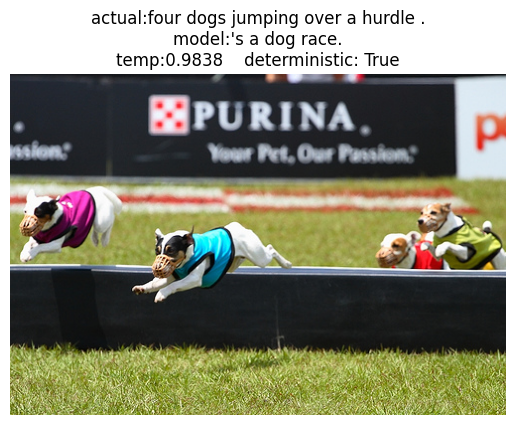 actual:four dogs jumping over a hurdle .
model:'s a dog race.
temp:0.9838    deterministic: True
PURINA®
Your Pet, Our Passion.®
ssion.®